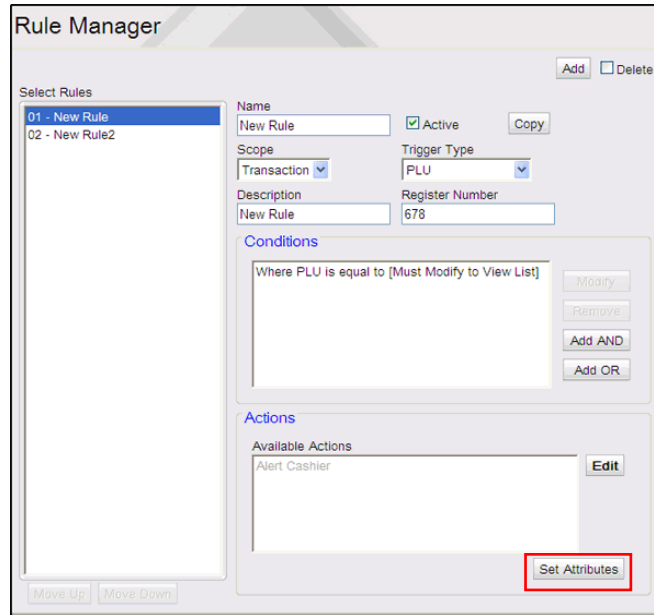 Rule Manager
Add Delete
Select Rules
01 - New Rule
02 - New Rule2
Name
New Rule Active Copy
Scope Trigger Type
Transaction PLU
Description Register Number
New Rule 678
Conditions
Where PLU is equal to [Must Modify to View List]
Modify
Remove
Add AND
Add OR
Actions
Available Actions
Alert Cashier
Edit
Set Attributes
Move Up Move Down